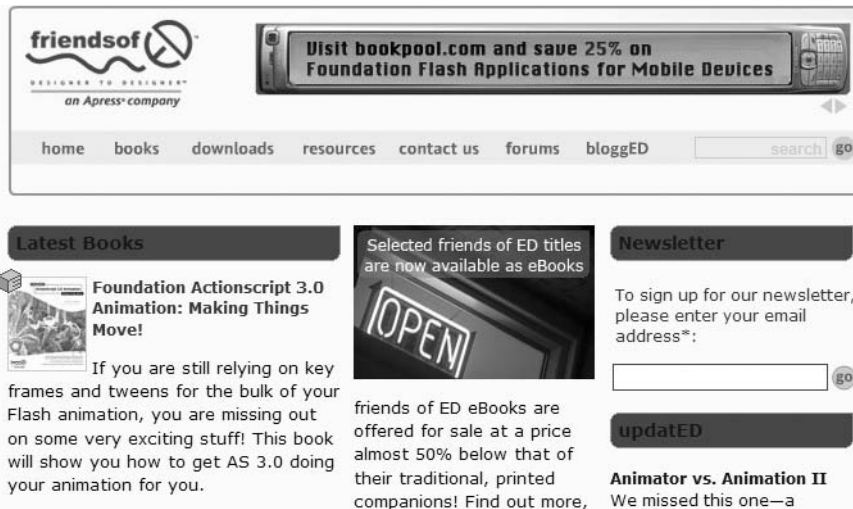 friendsof
DESIGNER TO DESIGNER™
an Apress® company
Visit bookpool.com and save 25% on
Foundation Flash Applications for Mobile Devices
home books downloads resources contact us forums bloggED search go
Latest Books
Foundation Actionscript 3.0
Animation: Making Things
Move!
If you are still relying on key
frames and tweens for the bulk of your
Flash animation, you are missing out
on some very exciting stuff! This book
will show you how to get AS 3.0 doing
your animation for you.
Selected friends of ED titles
are now available as eBooks
OPEN
friends of ED eBooks are
offered for sale at a price
almost 50% below that of
their traditional, printed
companions! Find out more,
Newsletter
To sign up for our newsletter,
please enter your email
address*:
go
updatED
Animator vs. Animation II
We missed this one—a